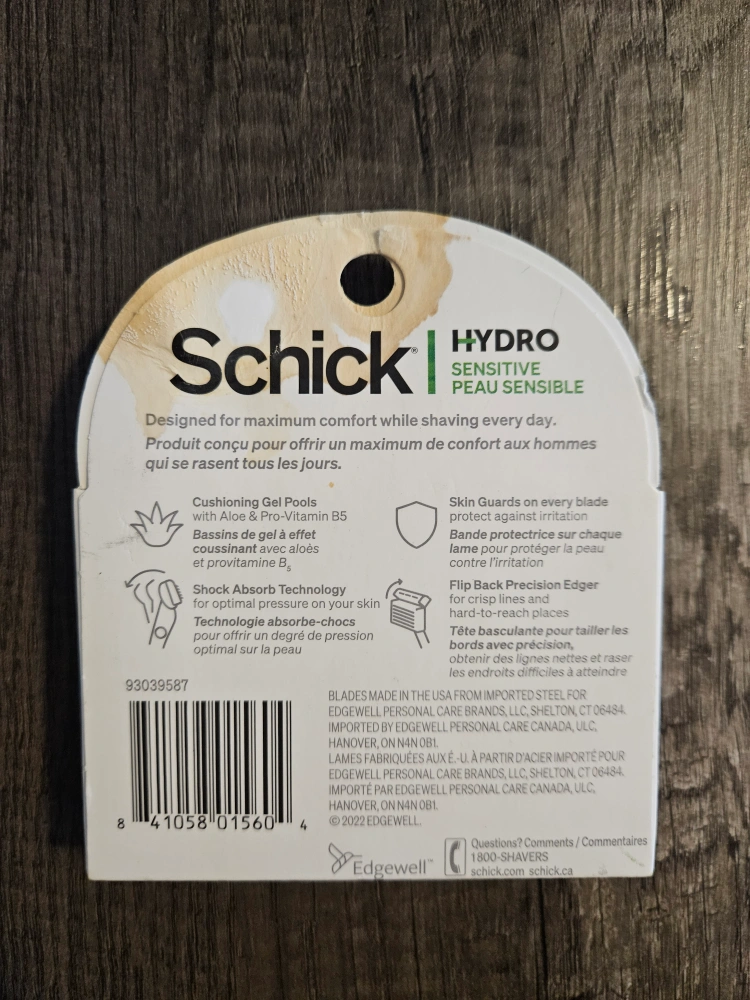 Schick® | HYDRO
SENSITIVE
PEAU SENSIBLE
Designed for maximum comfort while shaving every day.
Produit conçu pour offrir un maximum de confort aux hommes
qui se rasent tous les jours.
Cushioning Gel Pools
with Aloe & Pro-Vitamin B5
Bassins de gel à effet
coussinant avec aloès
et provitamine B₅
Skin Guards on every blade
protect against irritation
Bande protectrice sur chaque
lame pour protéger la peau
contre l'irritation
Shock Absorb Technology
for optimal pressure on your skin
Technologie absorbe-chocs
pour offrir un degré de pression
optimal sur la peau
Flip Back Precision Edger
for crisp lines and
hard-to-reach places
Tête basculante pour tailler les
bords avec précision,
obtenir des lignes nettes et raser
les endroits difficiles à atteindre
93039587
8 41058 01560 4
BLADES MADE IN THE USA FROM IMPORTED STEEL FOR
EDGEWELL PERSONAL CARE BRANDS, LLC, SHELTON, CT 06484.
IMPORTED BY EDGEWELL PERSONAL CARE CANADA, ULC,
HANOVER, ON N4N 0B1.
LAMES FABRIQUÉES AUX É.-U. À PARTIR D'ACIER IMPORTÉ POUR
EDGEWELL PERSONAL CARE BRANDS, LLC, SHELTON, CT 06484.
IMPORTÉ PAR EDGEWELL PERSONAL CARE CANADA, ULC,
HANOVER, ON N4N 0B1.
© 2022 EDGEWELL.
Edgewell™
Questions? Comments / Commentaires
1 800-SHAVERS
schick.com schick.ca